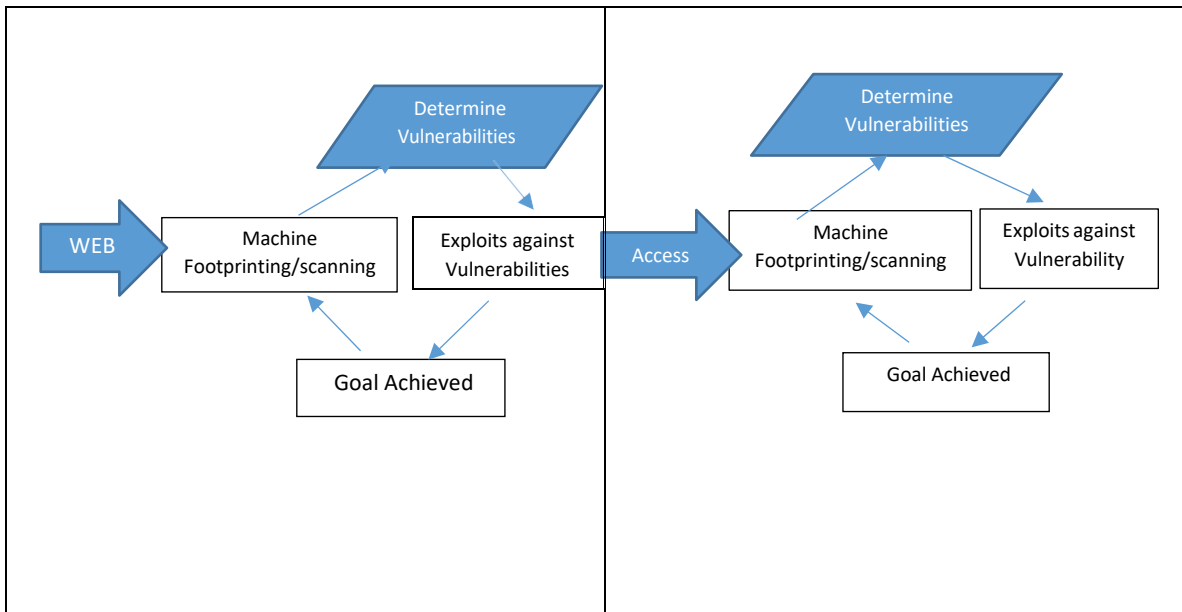 Determine
Vulnerabilities
WEB
Machine
Footprinting/scanning
Exploits against
Vulnerabilities
Goal Achieved
Determine
Vulnerabilities
Access
Machine
Footprinting/scanning
Exploits against
Vulnerability
Goal Achieved